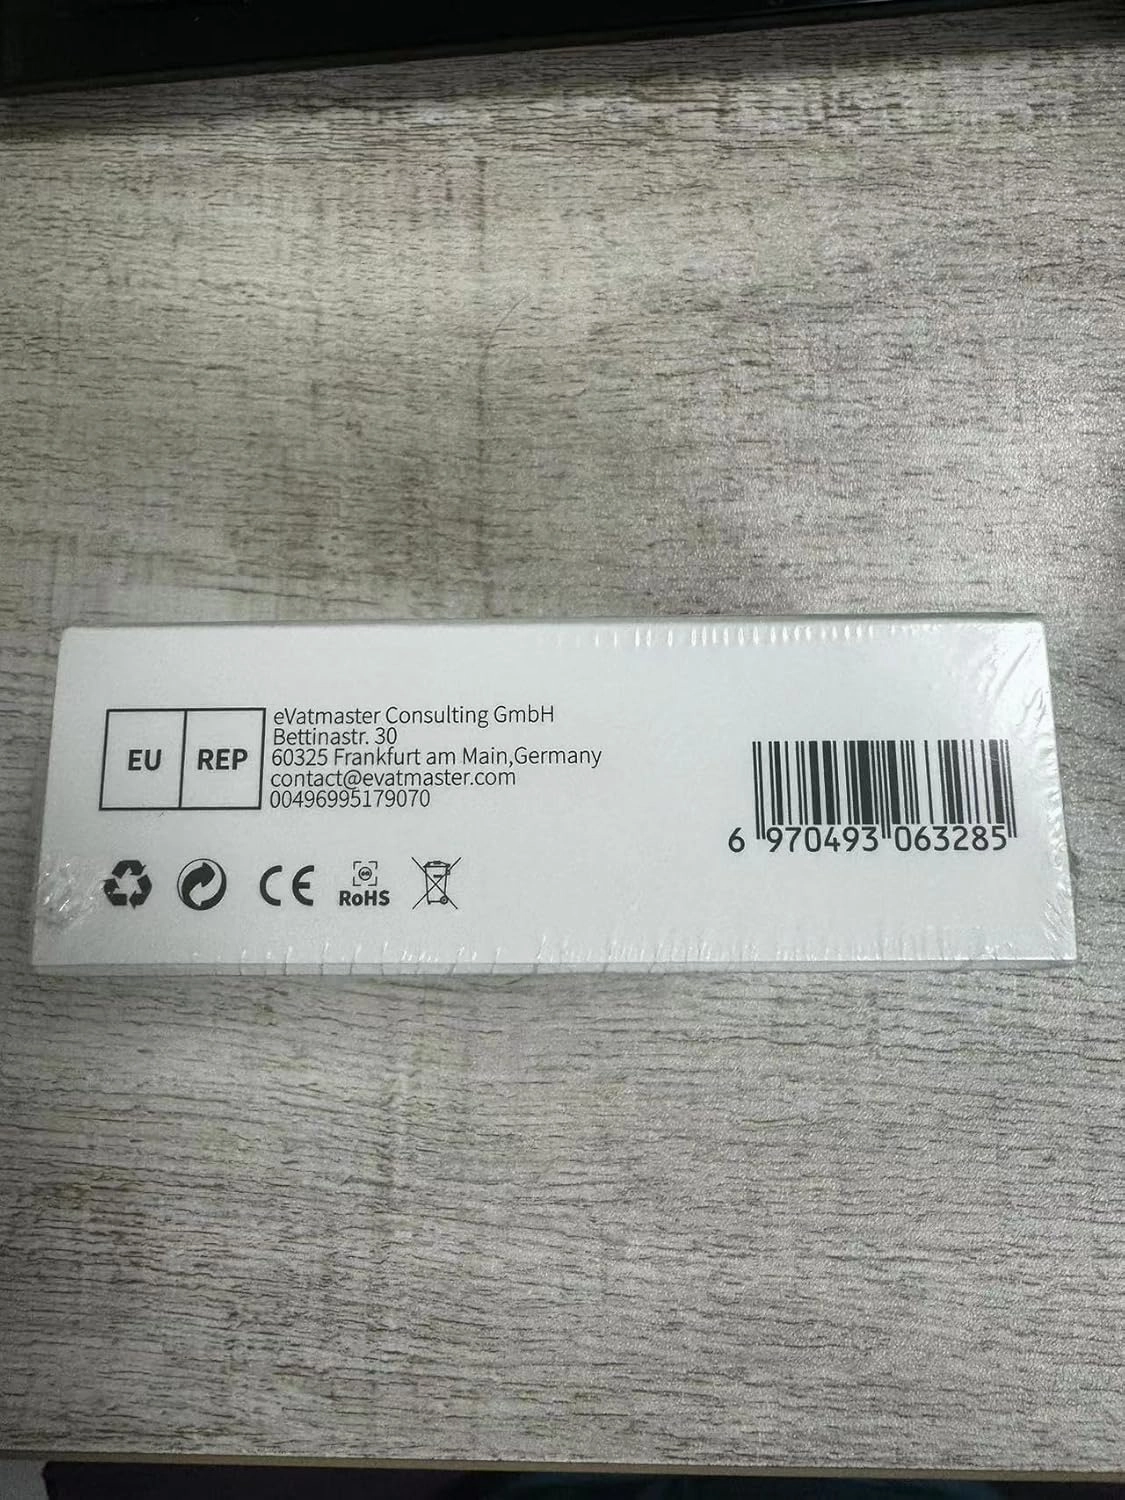 EU REP
eVatmaster Consulting GmbH
Bettinastr. 30
60325 Frankfurt am Main,Germany
contact@evatmaster.com
00496995179070
CE RoHS
6 970493 063285